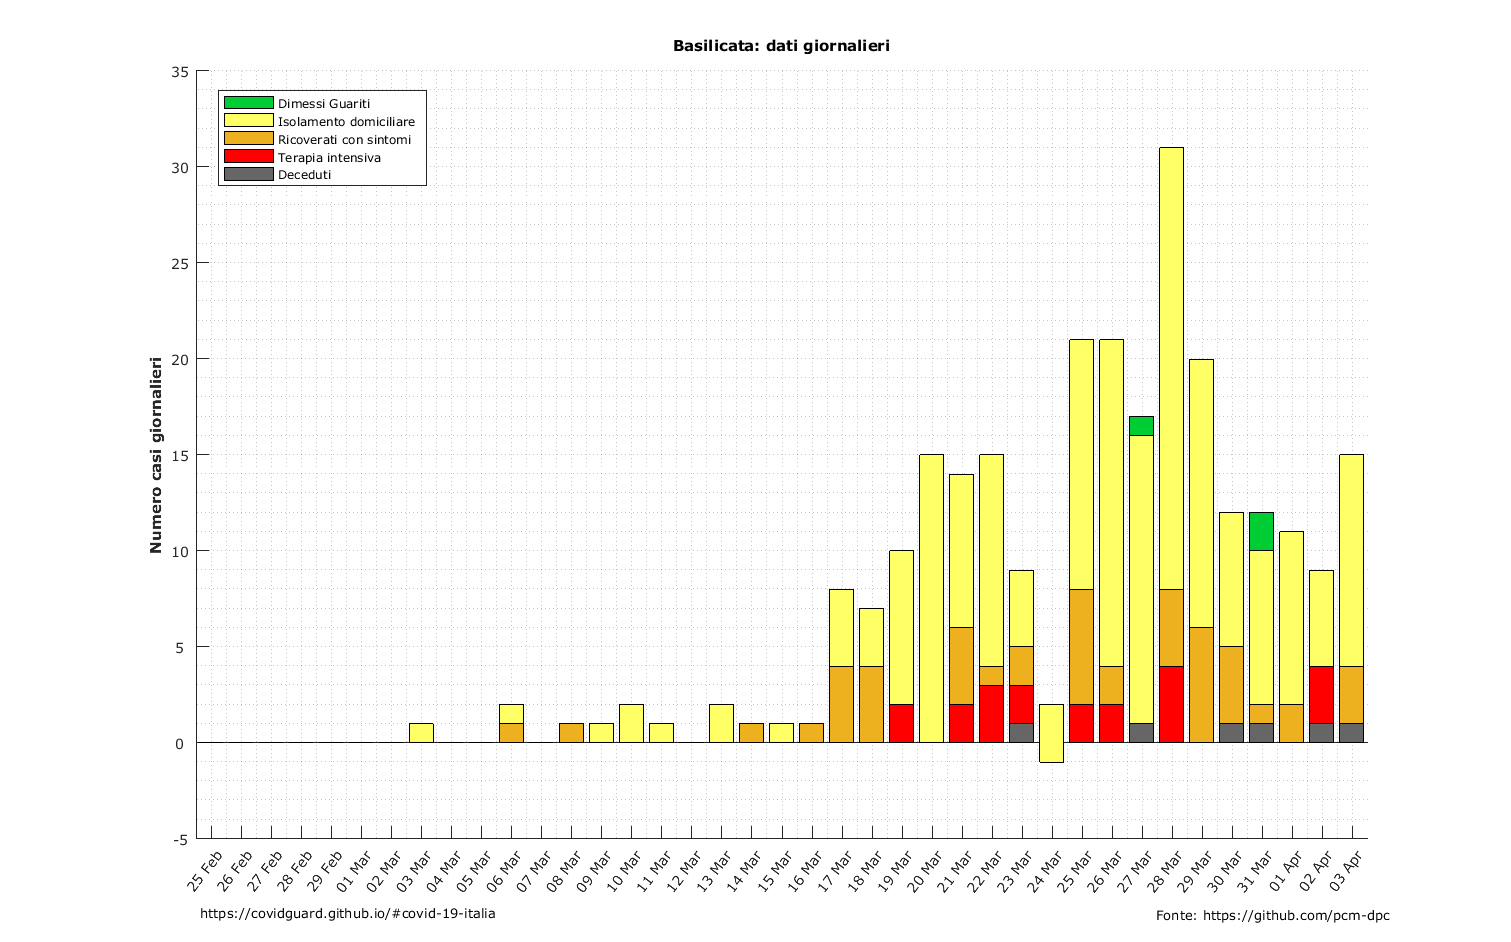 Basilicata: dati giornalieri
35
30
25
20
15
10
5
0
-5
Numero casi giornalieri
Dimessi Guariti
Isolamento domiciliare
Ricoverati con sintomi
Terapia intensiva
Deceduti
25 Feb
26 Feb
27 Feb
28 Feb
29 Feb
01 Mar
02 Mar
03 Mar
04 Mar
05 Mar
06 Mar
07 Mar
08 Mar
09 Mar
10 Mar
11 Mar
12 Mar
13 Mar
14 Mar
15 Mar
16 Mar
17 Mar
18 Mar
19 Mar
20 Mar
21 Mar
22 Mar
23 Mar
24 Mar
25 Mar
26 Mar
27 Mar
28 Mar
29 Mar
30 Mar
31 Mar
01 Apr
02 Apr
03 Apr
https://covidguard.github.io/#covid-19-italia
Fonte: https://github.com/pcm-dpc